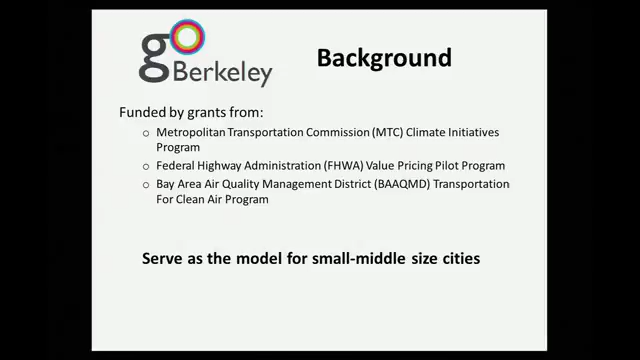 go Berkeley
Background
Funded by grants from:
o Metropolitan Transportation Commission (MTC) Climate Initiatives
Program
o Federal Highway Administration (FHWA) Value Pricing Pilot Program
o Bay Area Air Quality Management District (BAAQMD) Transportation
For Clean Air Program
Serve as the model for small-middle size cities